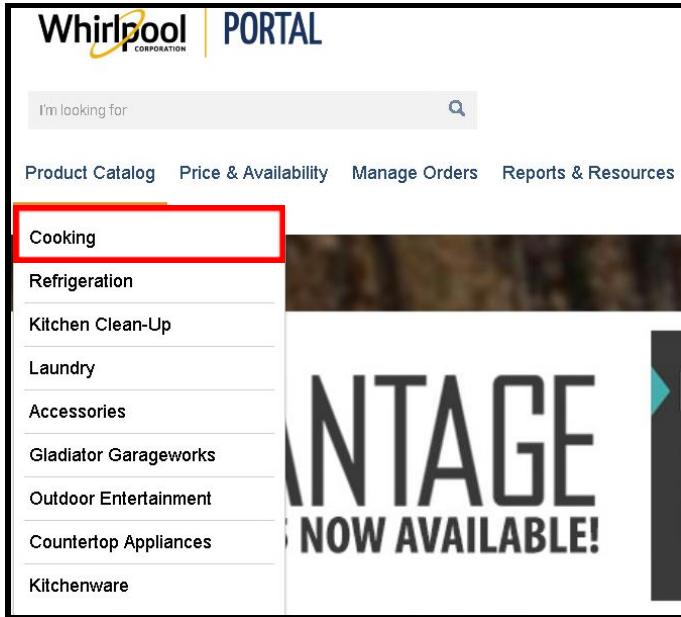 Whirlpool PORTAL
CORPORATION
I'm looking for
Product Catalog Price & Availability Manage Orders Reports & Resources
Cooking
Refrigeration
Kitchen Clean-Up
Laundry
Accessories
Gladiator Garageworks
Outdoor Entertainment
Countertop Appliances
Kitchenware
NTAGE
NOW AVAILABLE!